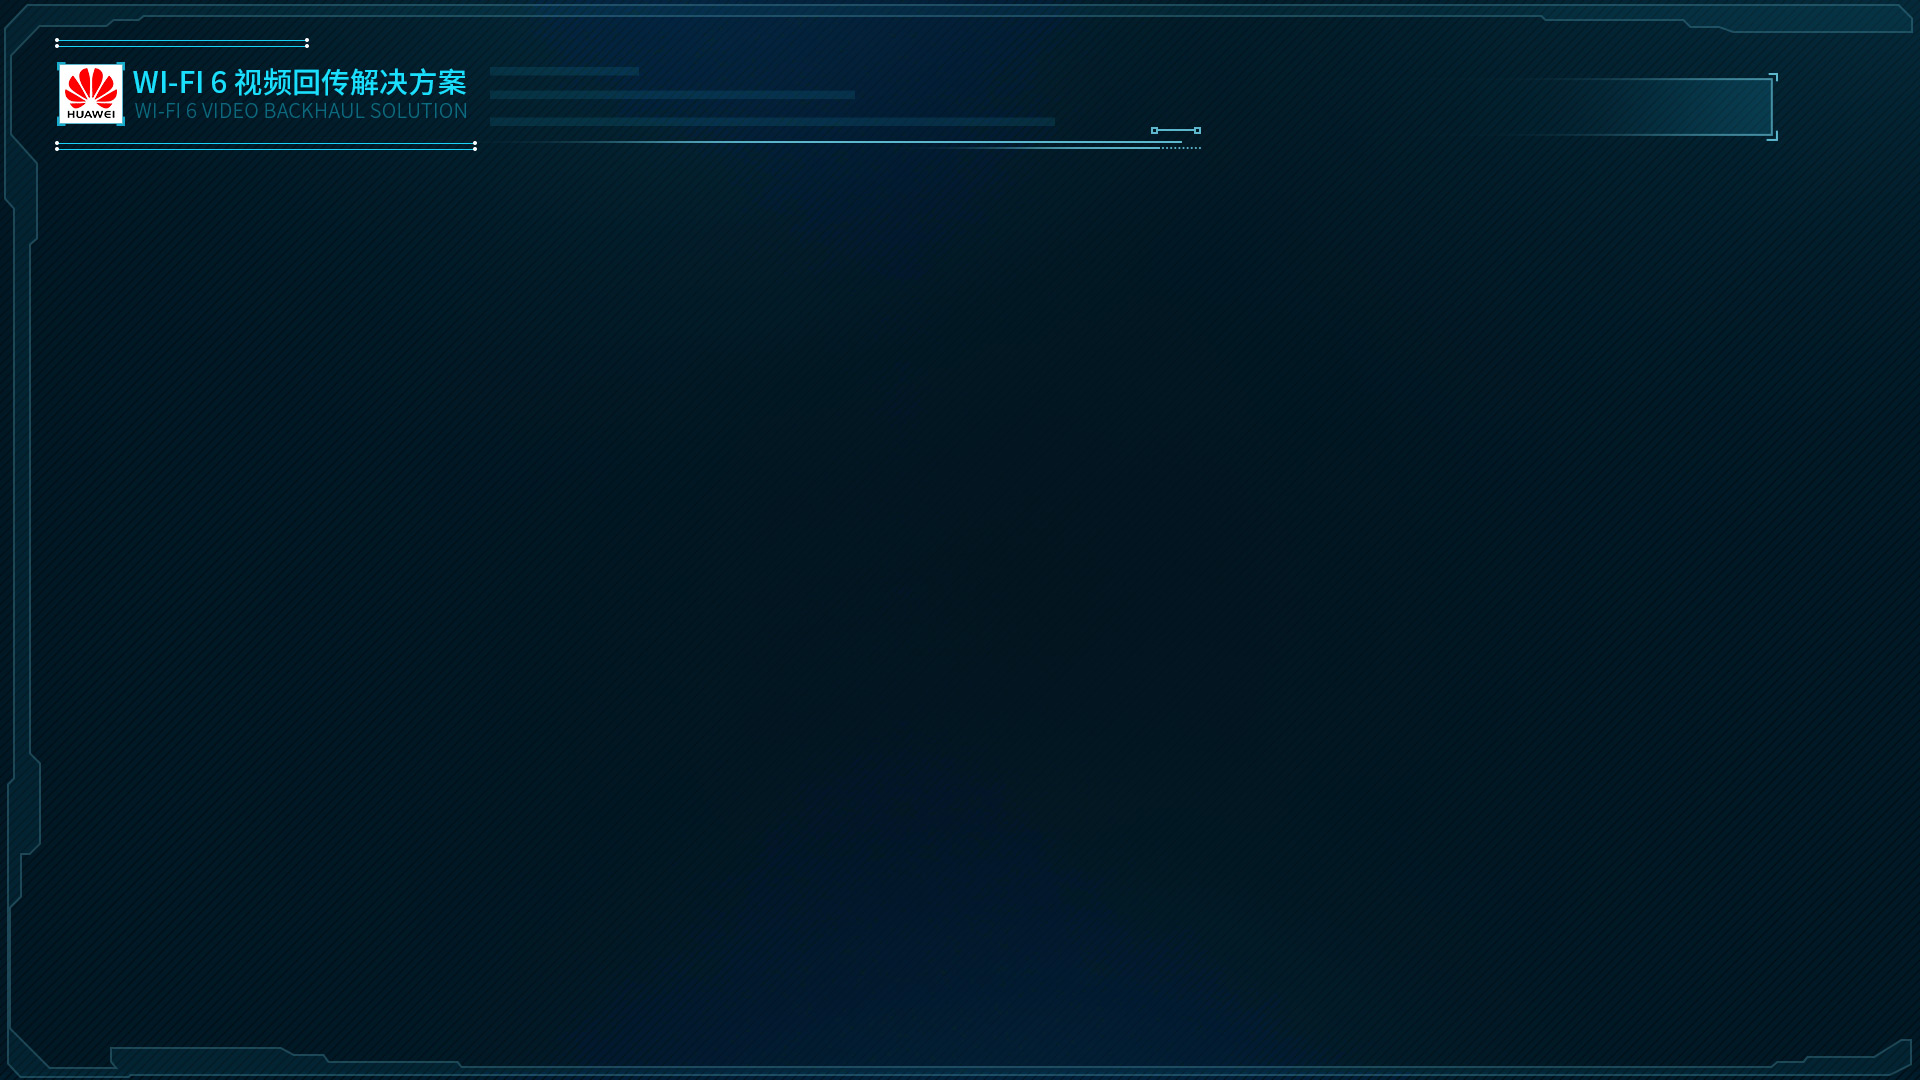 WI-FI 6 视频回传解决方案
WI-FI 6 VIDEO BACKHAUL SOLUTION
HUAWEI